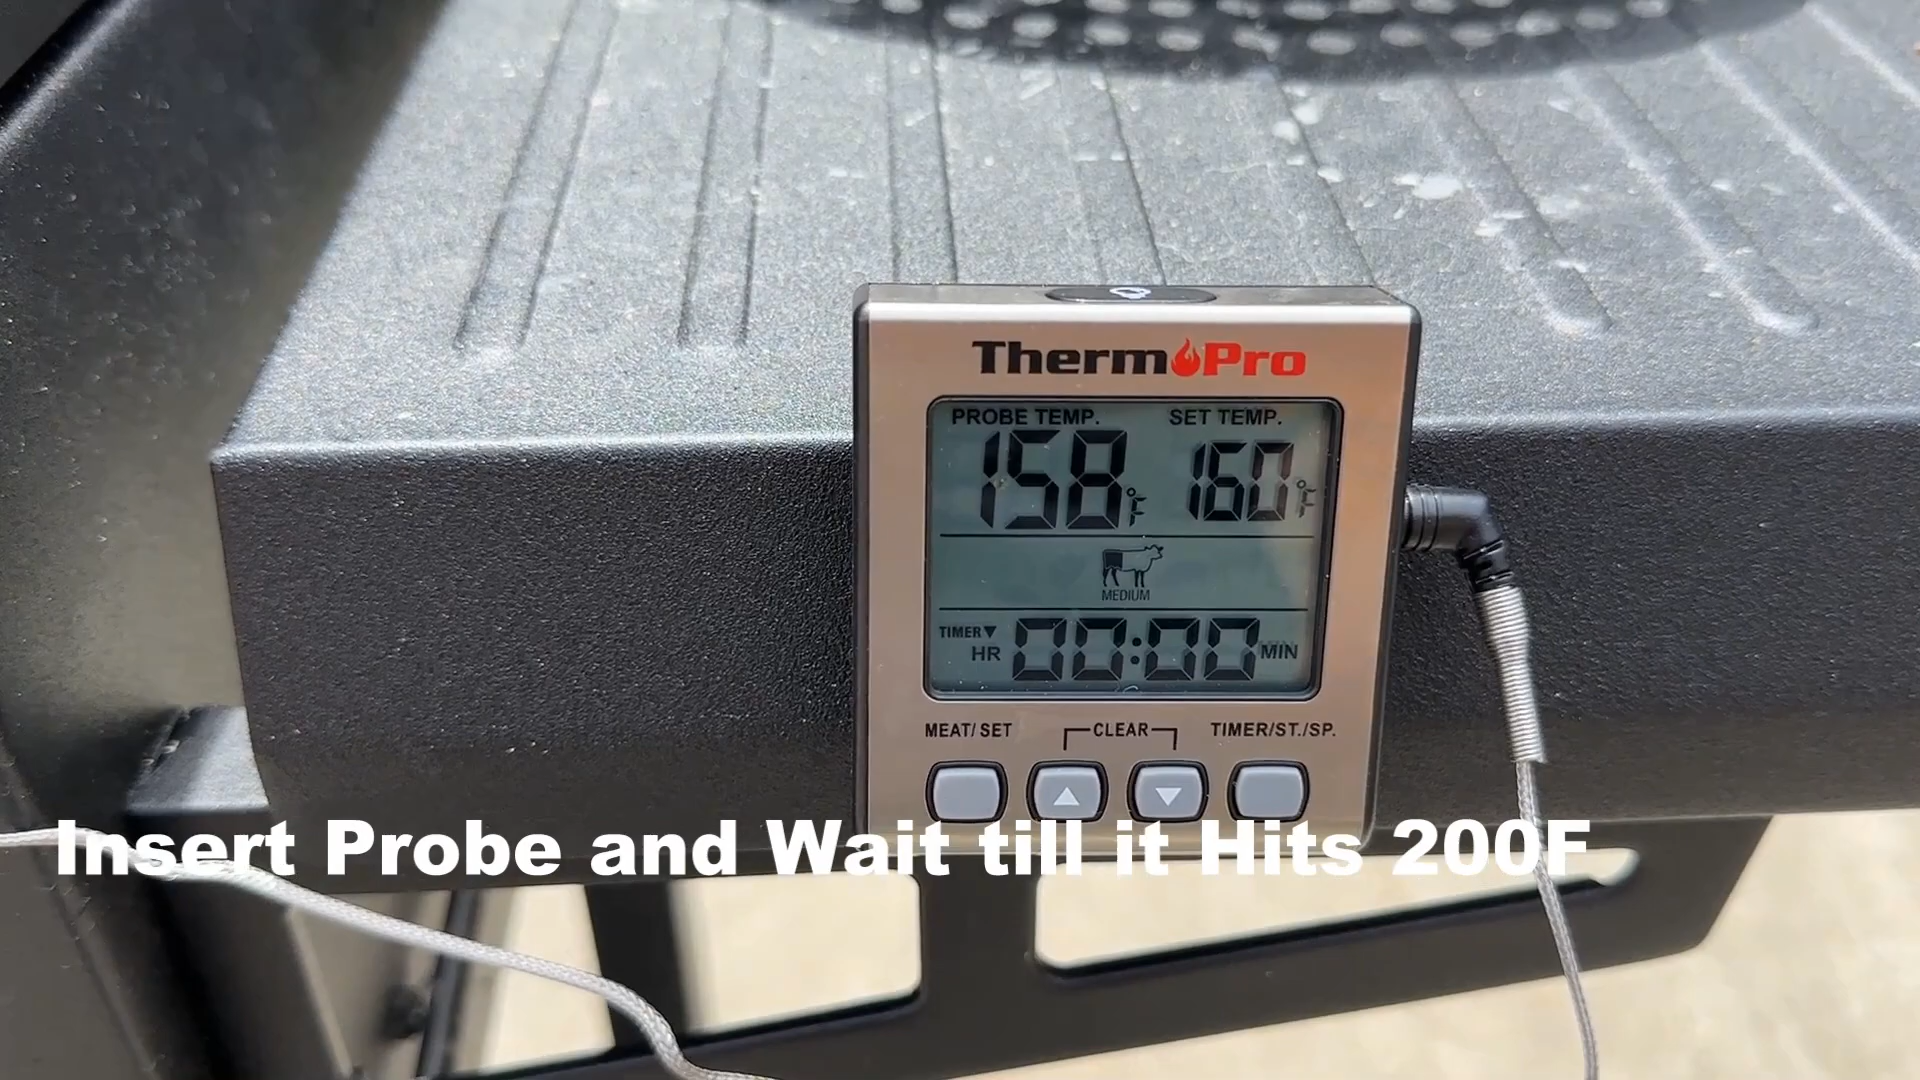 ThermoPro
PROBE TEMP. SET TEMP.
158°F 160°F
MEDIUM
TIMER▼ HR 00:00 MIN
MEAT/SET CLEAR TIMER/ST./SP.
Insert Probe and Wait till it Hits 200F